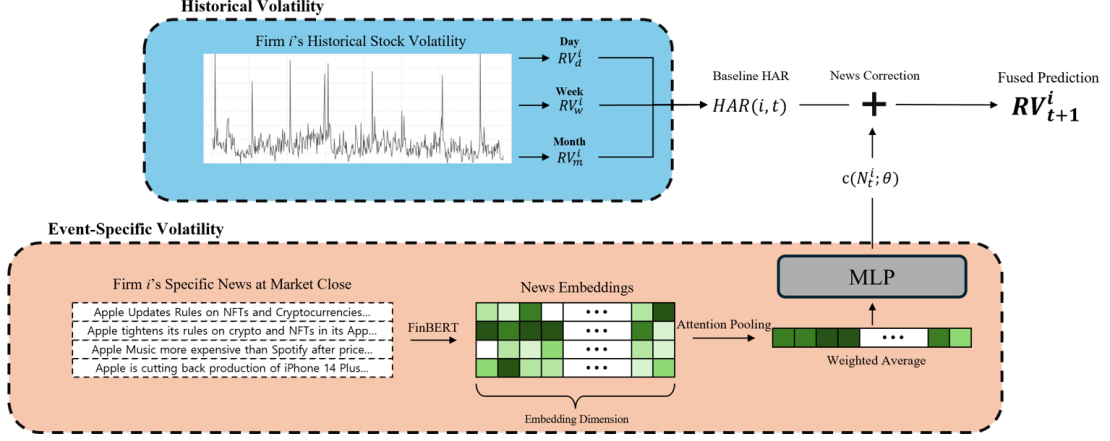 Historical Volatility
Firm i's Historical Stock Volatility
Day
RV_d^i
Week
RV_w^i
Month
RV_m^i
Baseline HAR
HAR(i, t)
News Correction
+
Fused Prediction
RV_{t+1}^i
c(N_t^i; θ)
Event-Specific Volatility
Firm i's Specific News at Market Close
Apple Updates Rules on NFTs and Cryptocurrencies...
Apple tightens its rules on crypto and NFTs in its App...
Apple Music more expensive than Spotify after price...
Apple is cutting back production of iPhone 14 Plus...
FinBERT
News Embeddings
...
...
...
...
Embedding Dimension
Attention Pooling
MLP
...
Weighted Average